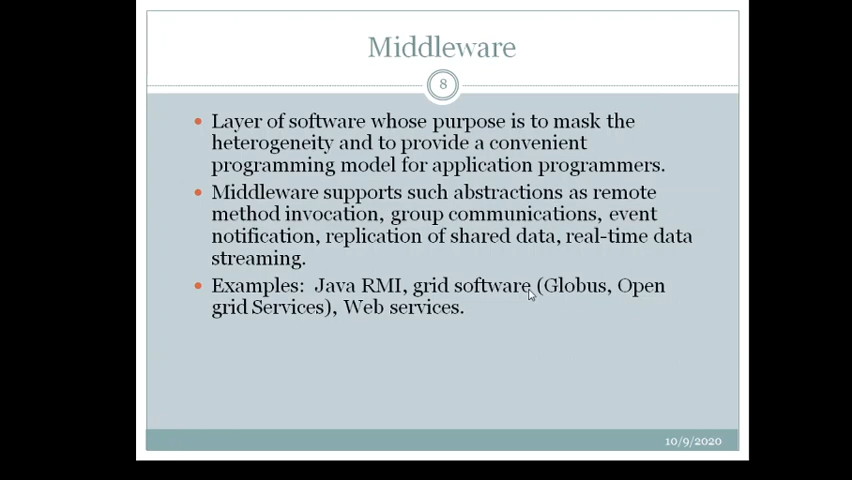 Middleware
8
• Layer of software whose purpose is to mask the
heterogeneity and to provide a convenient
programming model for application programmers.
• Middleware supports such abstractions as remote
method invocation, group communications, event
notification, replication of shared data, real-time data
streaming.
• Examples: Java RMI, grid software (Globus, Open
grid Services), Web services.
10/9/2020